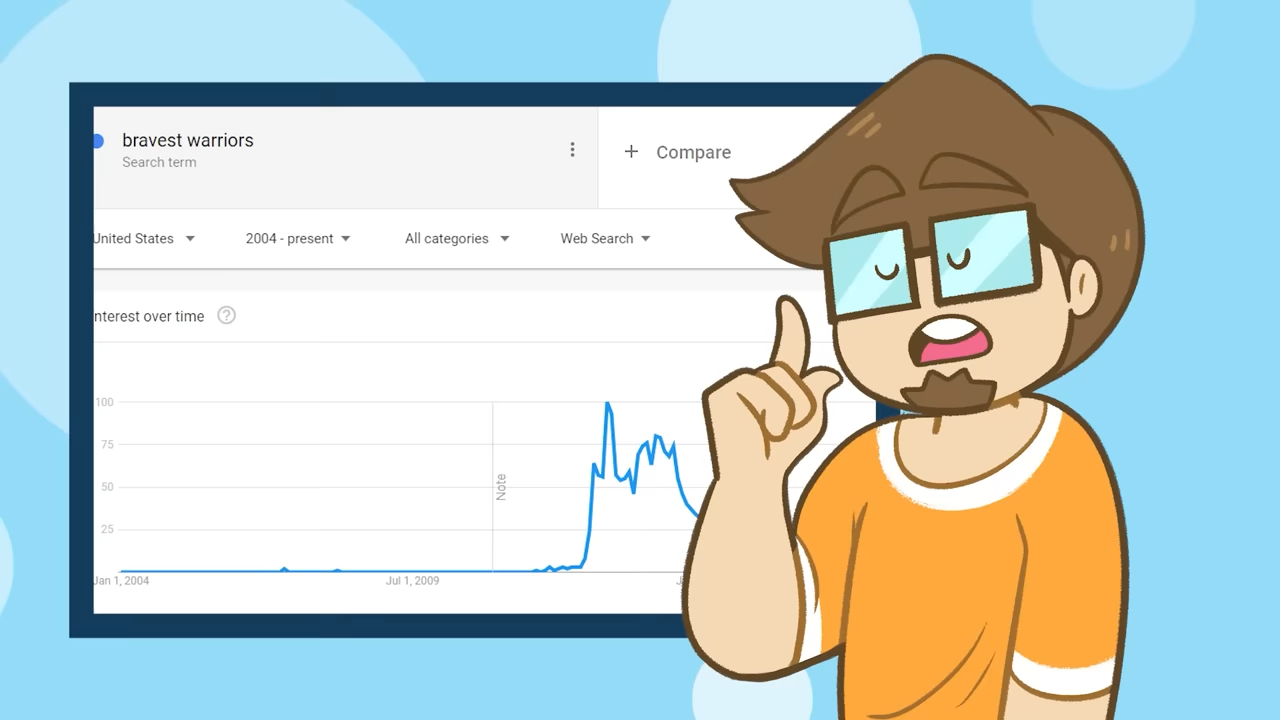 bravest warriors
Search term
+ Compare
United States
2004 - present
All categories
Web Search
nterest over time
?
100
75
50
25
Note
Jan 1, 2004
Jul 1, 2009